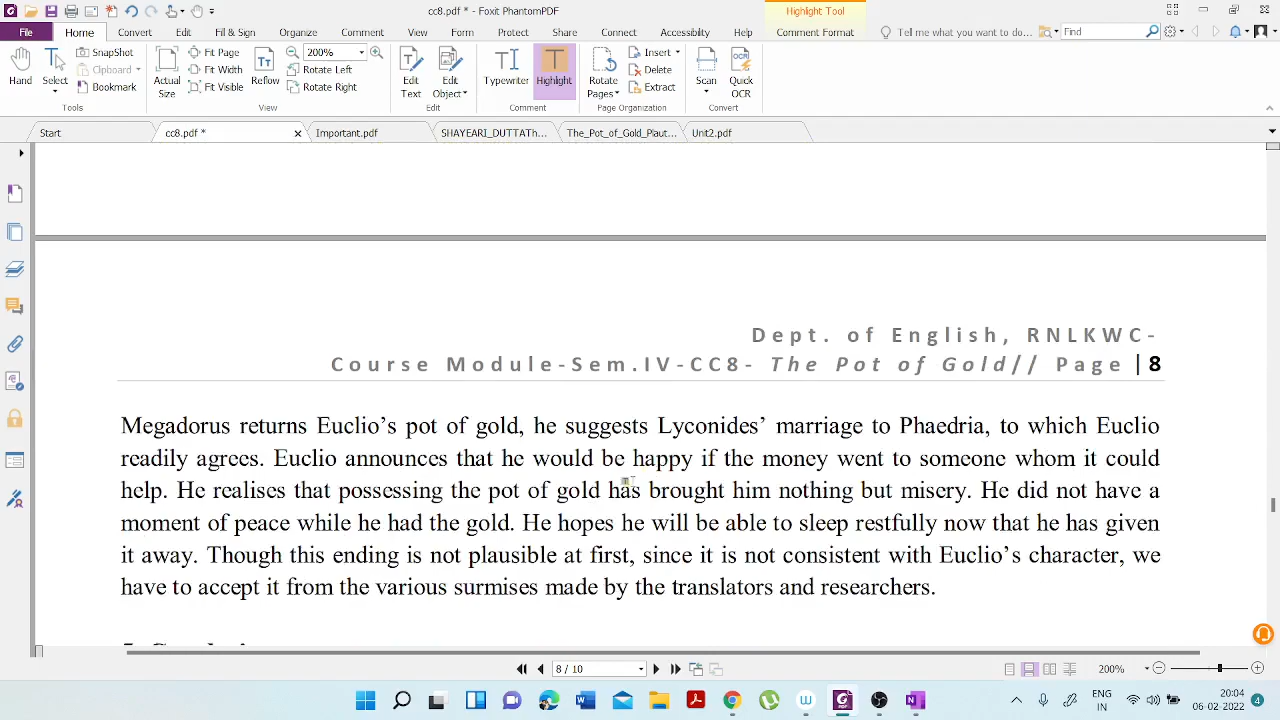 cc8.pdf * - Foxit PhantomPDF
Highlight Tool
File Home Convert Edit Fill & Sign Organize Comment View Form Protect Share Connect Accessibility Help Comment Format Tell me what you want to do... Find
SnapShot
Clipboard
Bookmark
Hand
Select
Tools
Actual Size
Fit Page
Fit Width
Fit Visible
Reflow
200%
Rotate Left
Rotate Right
View
Edit Text
Edit Object
Edit
Typewriter
Highlight
Comment
Rotate Pages
Insert
Delete
Extract
Page Organization
Scan
Quick OCR
Convert
Start cc8.pdf * Important.pdf SHAYEARI_DUTTATh... The_Pot_of_Gold_Plaut... Unit2.pdf
Dept. of English, RNLKWC-
Course Module-Sem.IV-CC8- The Pot of Gold// Page | 8
Megadorus returns Euclio's pot of gold, he suggests Lyconides' marriage to Phaedria, to which Euclio
readily agrees. Euclio announces that he would be happy if the money went to someone whom it could
help. He realises that possessing the pot of gold has brought him nothing but misery. He did not have a
moment of peace while he had the gold. He hopes he will be able to sleep restfully now that he has given
it away. Though this ending is not plausible at first, since it is not consistent with Euclio's character, we
have to accept it from the various surmises made by the translators and researchers.
8 / 10
200%
ENG
IN
20:04
06-02-2022
4